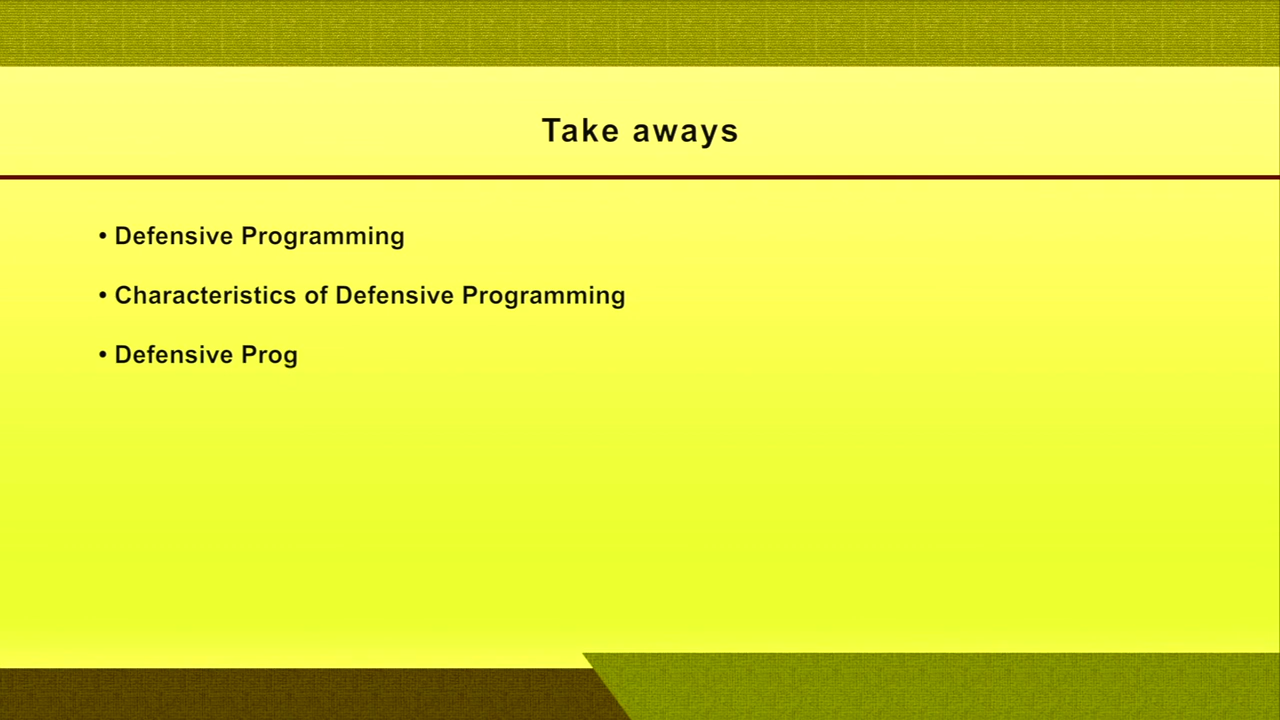 Take aways
• Defensive Programming
• Characteristics of Defensive Programming
• Defensive Prog